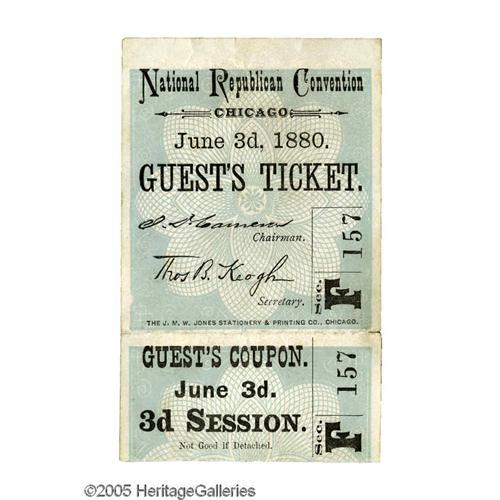 National Republican Convention
CHICAGO
June 3d, 1880.
GUEST'S TICKET.
J. D. Cameron
Chairman.
Thos B. Keogh
Secretary.
Sec. F 157
THE J. M. W. JONES STATIONERY & PRINTING CO., CHICAGO.
GUEST'S COUPON.
June 3d.
3d SESSION.
Not Good if Detached.
Sec. F 157
©2005 HeritageGalleries